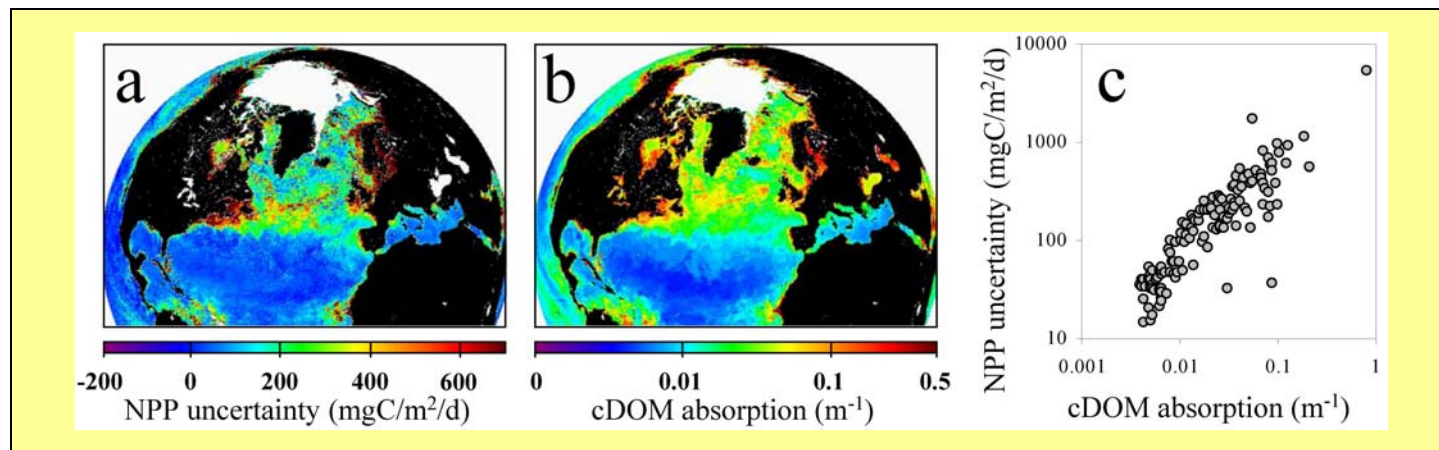 a
-200 0 200 400 600
NPP uncertainty (mgC/m²/d)
b
0 0.01 0.1 0.5
cDOM absorption (m⁻¹)
c
NPP uncertainty (mgC/m²/d)
10000
1000
100
10
0.001 0.01 0.1 1
cDOM absorption (m⁻¹)